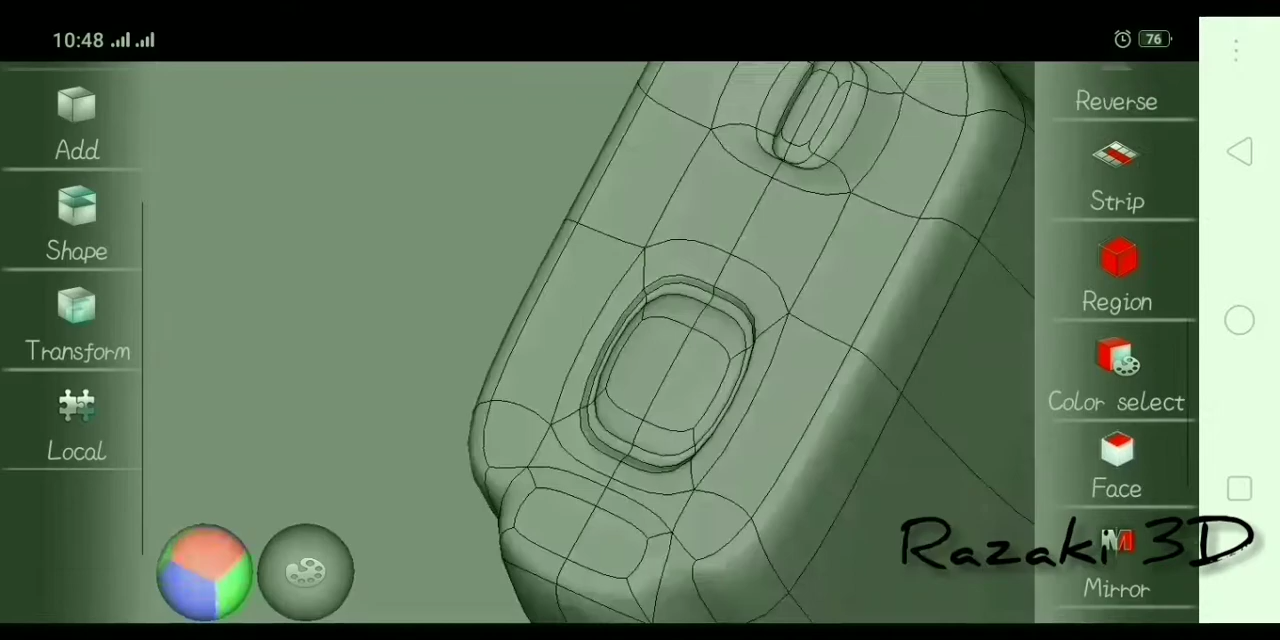 10:48
76
Add
Shape
Transform
Local
Reverse
Strip
Region
Color select
Face
Mirror
Razaki 3D